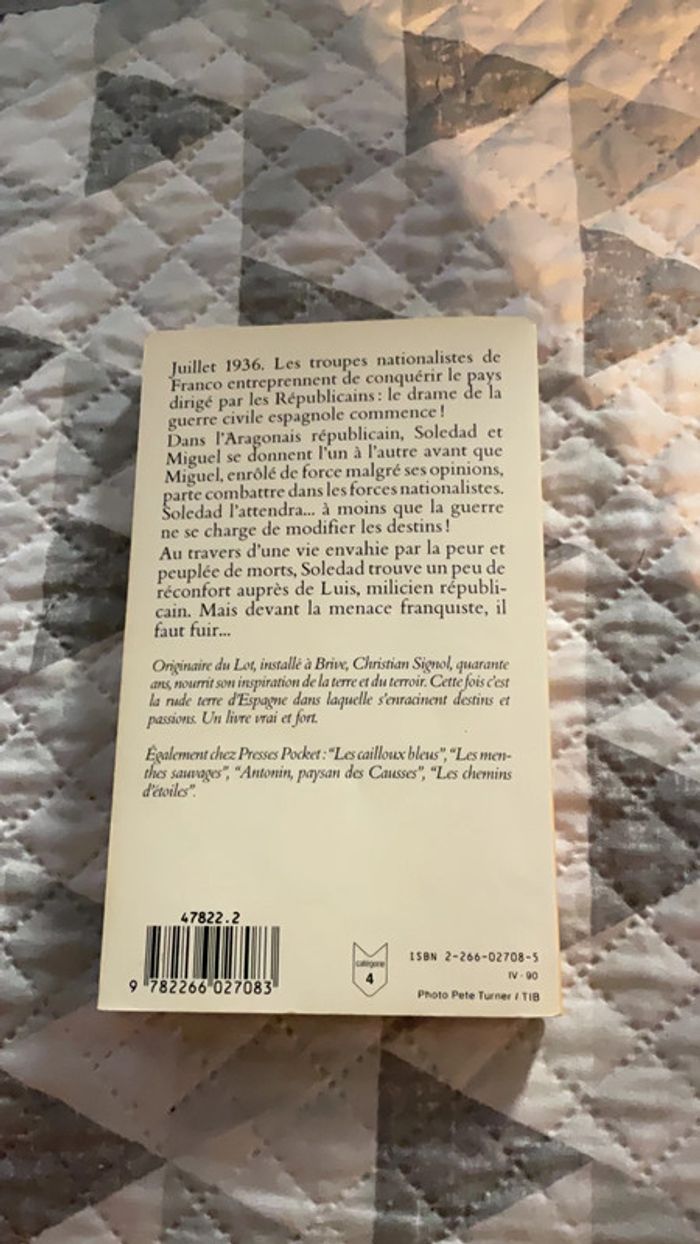 Juillet 1936. Les troupes nationalistes de
Franco entreprennent de conquérir le pays
dirigé par les Républicains : le drame de la
guerre civile espagnole commence !
Dans l'Aragonais républicain, Soledad et
Miguel se donnent l'un à l'autre avant que
Miguel, enrôlé de force malgré ses opinions,
parte combattre dans les forces nationalistes.
Soledad l'attendra... à moins que la guerre
ne se charge de modifier les destins !
Au travers d'une vie envahie par la peur et
peuplée de morts, Soledad trouve un peu de
réconfort auprès de Luis, milicien républi-
cain. Mais devant la menace franquiste, il
faut fuir...
Originaire du Lot, installé à Brive, Christian Signol, quarante
ans, nourrit son inspiration de la terre et du terroir. Cette fois c'est
la rude terre d'Espagne dans laquelle s'enracinent destins et
passions. Un livre vrai et fort.
Également chez Presses Pocket : "Les cailloux bleus", "Les men-
thes sauvages", "Antonin, paysan des Causses", "Les chemins
d'étoiles".
47822.2
9 782266 027083
catégorie
4
ISBN 2-266-02708-5
IV - 90
Photo Pete Turner / TIB